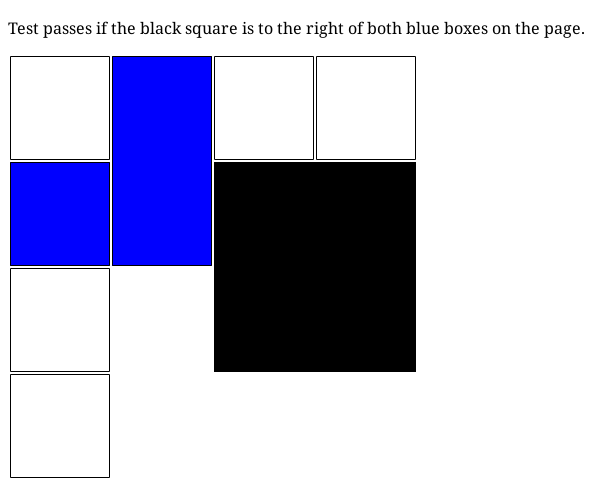 Test passes if the black square is to the right of both blue boxes on the page.